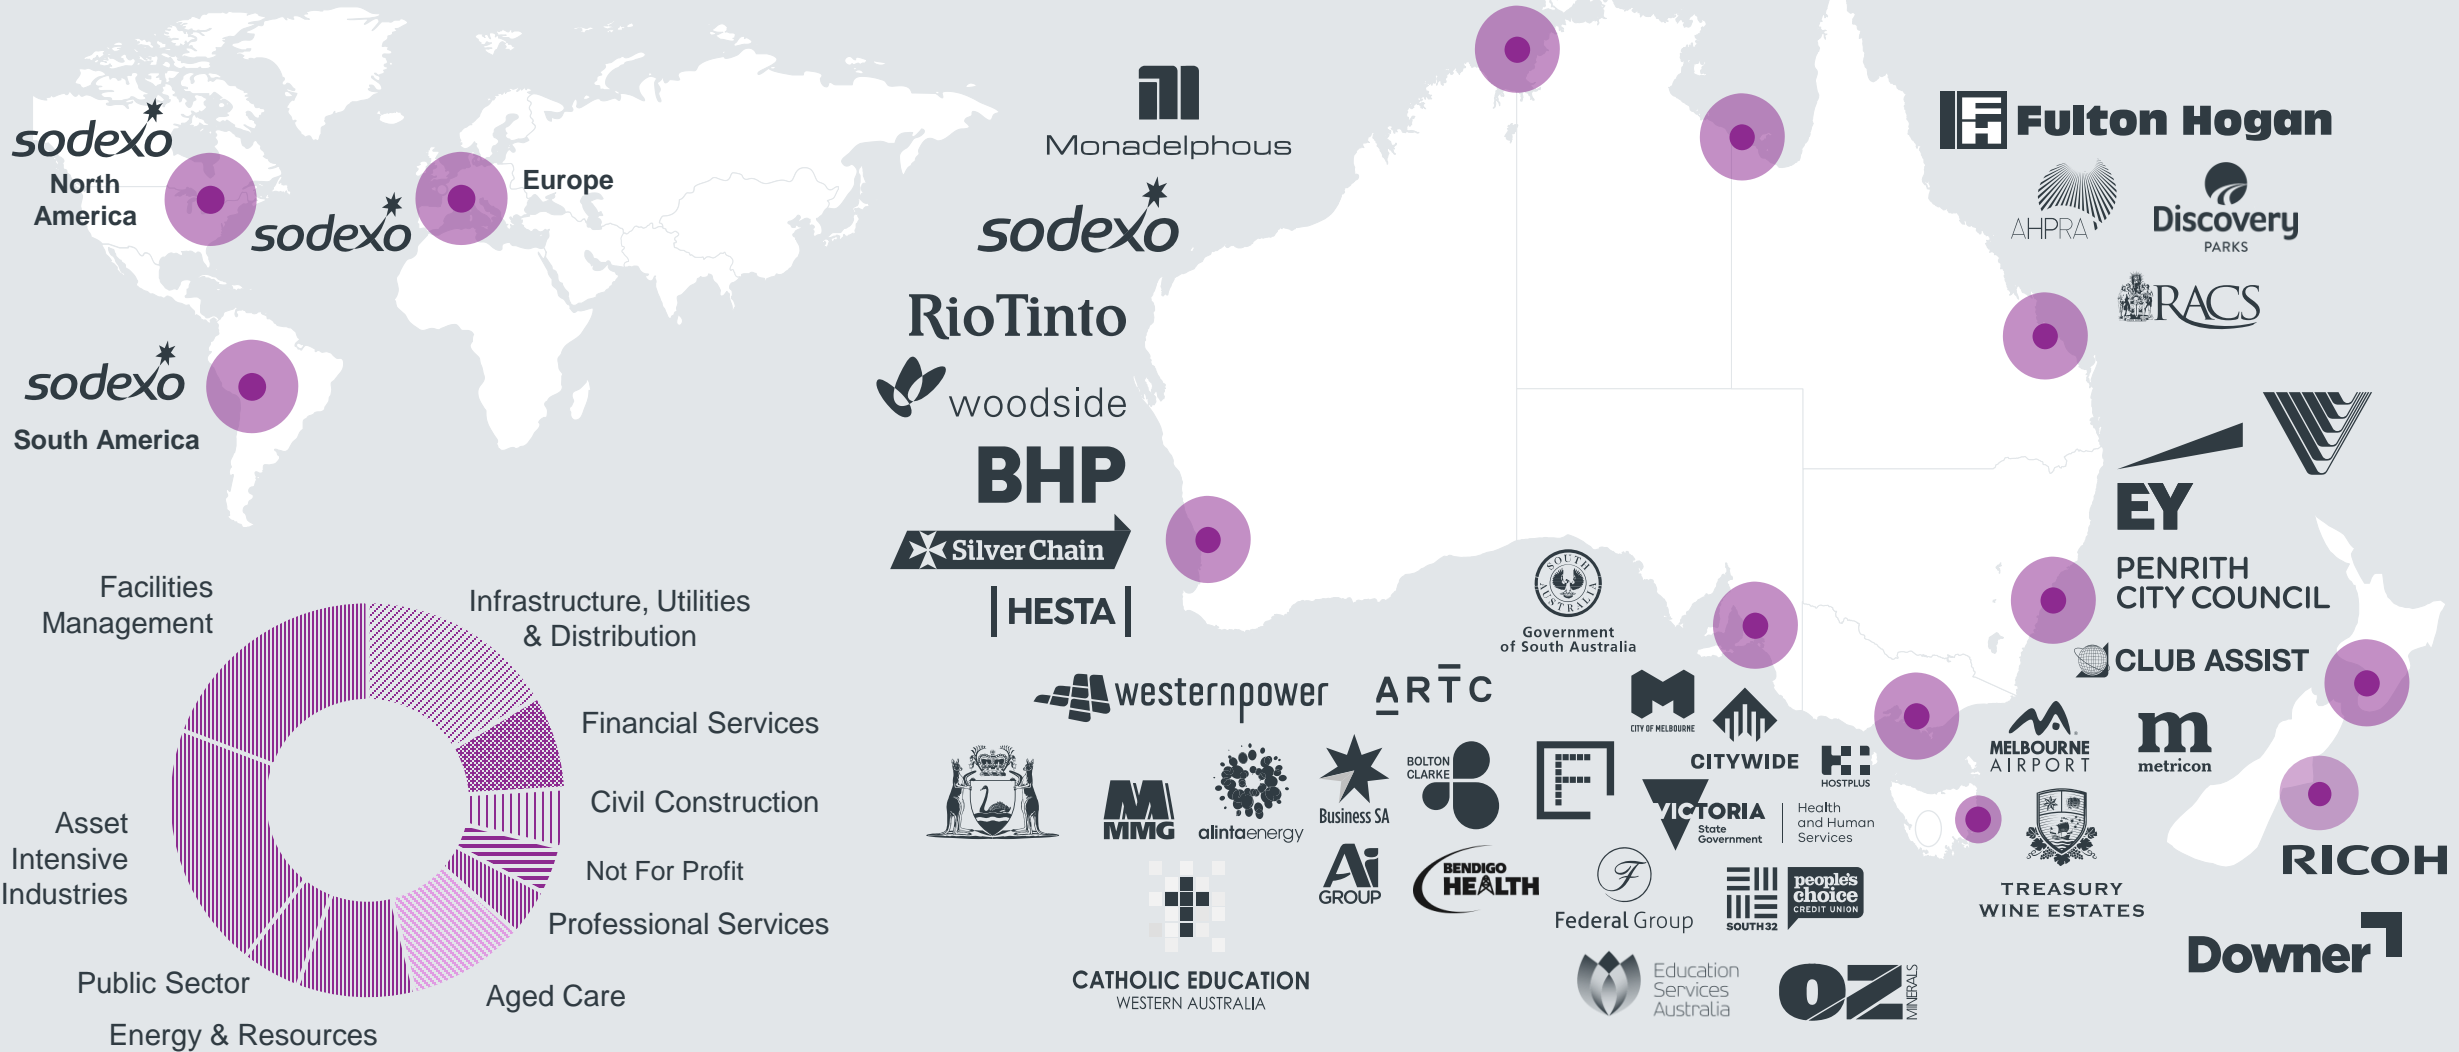 sodexo
North
America
sodexo
Europe
sodexo
South America
Facilities
Management
Infrastructure, Utilities
& Distribution
Financial Services
Civil Construction
Asset
Intensive
Industries
Not For Profit
Professional Services
Public Sector
Aged Care
Energy & Resources
Monadelphous
sodexo
RioTinto
woodside
BHP
Silver Chain
HESTA
westernpower
ARTC
MMG
alintaenergy
Business SA
BOLTON
CLARKE
Ai
GROUP
BENDIGO
HEALTH
CATHOLIC EDUCATION
WESTERN AUSTRALIA
SOUTH AUSTRALIA
Government
of South Australia
CITY OF MELBOURNE
CITYWIDE
HOSTPLUS
VICTORIA
State
Government
Health
and Human
Services
F
Federal Group
SOUTH32
people's
choice
CREDIT UNION
Education
Services
Australia
OZ
MINERALS
Fulton Hogan
AHPRA
Discovery
PARKS
RACS
EY
PENRITH
CITY COUNCIL
CLUB ASSIST
MELBOURNE
AIRPORT
m
metricon
TREASURY
WINE ESTATES
RICOH
Downer